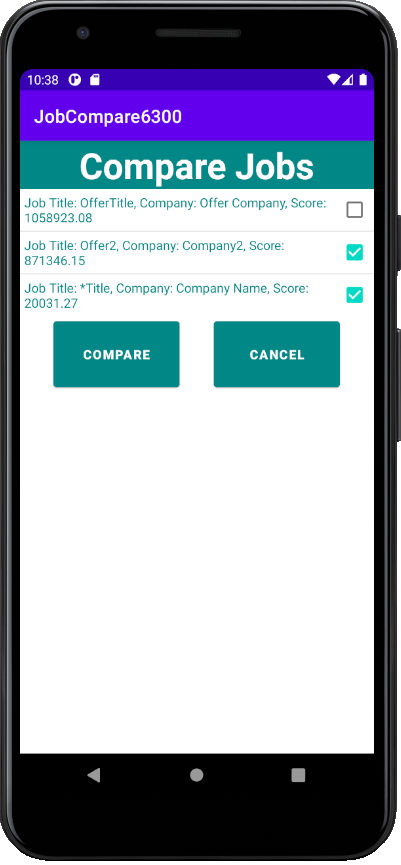 10:38
JobCompare6300
Compare Jobs
Job Title: OfferTitle, Company: Offer Company, Score:
1058923.08
Job Title: Offer2, Company: Company2, Score:
871346.15
Job Title: *Title, Company: Company Name, Score:
20031.27
COMPARE CANCEL